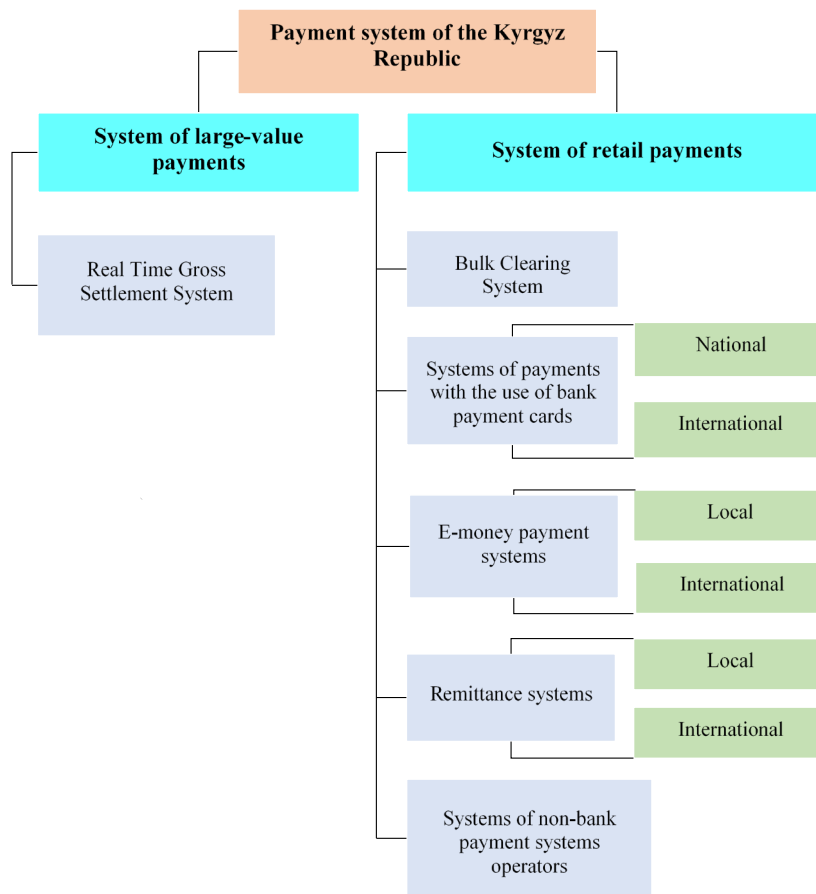 Payment system of the Kyrgyz
Republic
System of large-value
payments
System of retail payments
Real Time Gross
Settlement System
Bulk Clearing
System
Systems of payments
with the use of bank
payment cards
National
International
E-money payment
systems
Local
International
Remittance systems
Local
International
Systems of non-bank
payment systems
operators